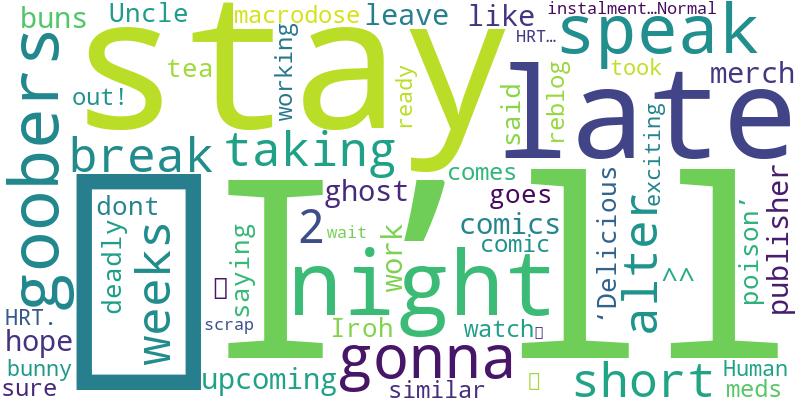 buns
Uncle
macrodose
leave
like
instalment…Normal
HRT…
speak
stay
tea
working
ready
out!
goobers
said
reblog
took
merch
late
break
taking
comes
ghost
goes
I’ll
night
2
wait
comics
comic
dont
deadly
weeks
saying
work
‘Delicious
alter
exciting
^^
poison’
publisher
HRT.
hope
scrap
Iroh
watch
gonna
bunny
sure
upcoming
similar
short
Human
meds